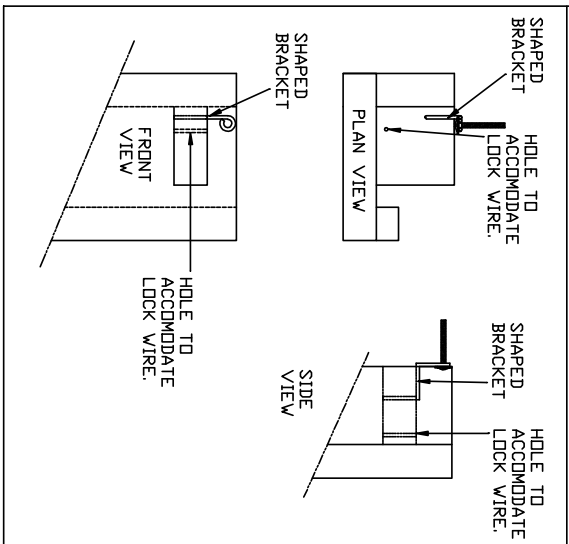 SHAPED
BRACKET
HOLE TO
ACCOMODATE
LOCK WIRE.
PLAN VIEW
SHAPED
BRACKET
HOLE TO
ACCOMODATE
LOCK WIRE.
SIDE
VIEW
SHAPED
BRACKET
FRONT
VIEW
HOLE TO
ACCOMODATE
LOCK WIRE.